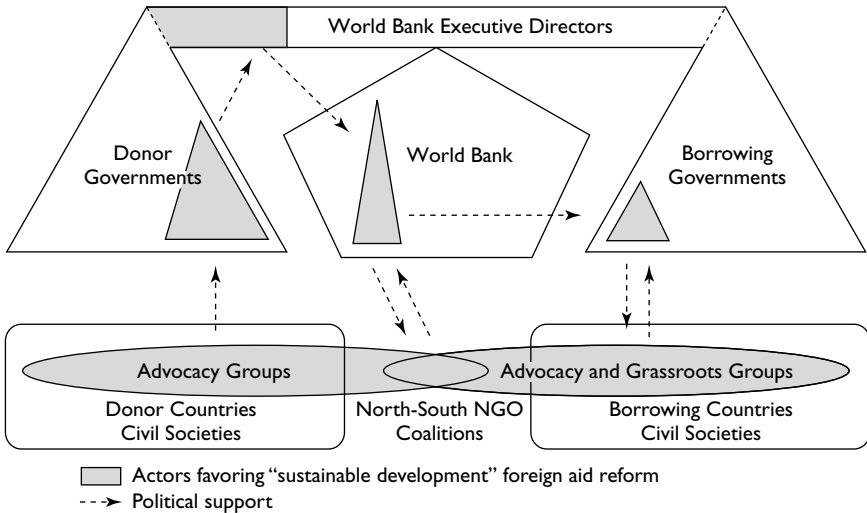 World Bank Executive Directors
Donor
Governments
World Bank
Borrowing
Governments
Advocacy Groups
Advocacy and Grassroots Groups
Donor Countries
Civil Societies
North-South NGO
Coalitions
Borrowing Countries
Civil Societies
Actors favoring “sustainable development” foreign aid reform
Political support